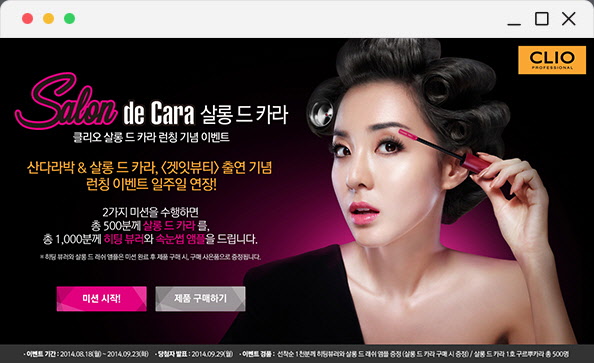 CLIO
PROFESSIONAL
Salon de Cara 살롱 드 카라
클리오 살롱 드 카라 런칭 기념 이벤트
산다라박 & 살롱 드 카라, <겟잇뷰티> 출연 기념
런칭 이벤트 일주일 연장!
2가지 미션을 수행하면
총 500분께 살롱 드 카라 를,
총 1,000분께 히팅 뷰러와 속눈썹 앰플을 드립니다.
※ 히팅 뷰러와 살롱 드 래쉬 앰플은 미션 완료 후 제품 구매 시, 구매 사은품으로 증정됩니다.
미션 시작! 제품 구매하기
· 이벤트 기간 : 2014.08.18(월) ~ 2014.09.23(화) · 당첨자 발표 : 2014.09.29(월) · 이벤트 경품 : 선착순 1천분께 히팅뷰러와 살롱 드 래쉬 앰플 증정 (살롱 드 카라 구매 시 증정) / 살롱 드 카라 1호 구르뿌카라 총 500명